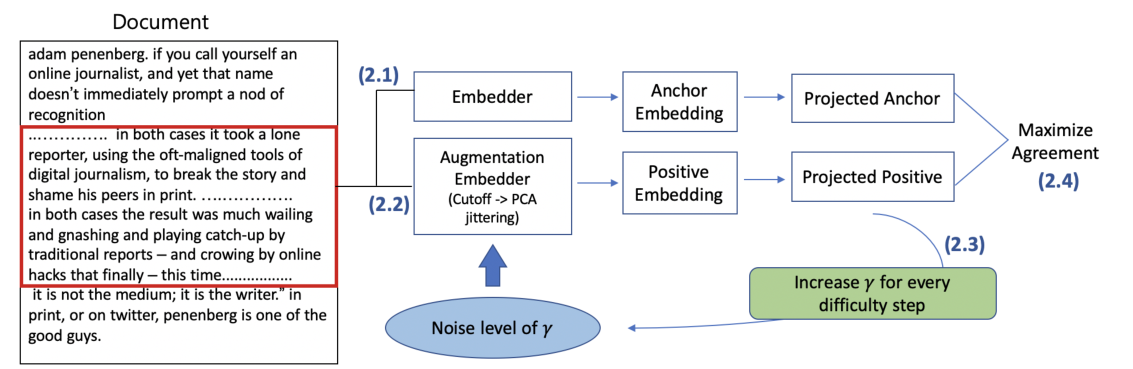 Document
adam penenberg. if you call yourself an
online journalist, and yet that name
doesn't immediately prompt a nod of
recognition
............... in both cases it took a lone
reporter, using the oft-maligned tools of
digital journalism, to break the story and
shame his peers in print. ...................
in both cases the result was much wailing
and gnashing and playing catch-up by
traditional reports – and crowing by online
hacks that finally – this time.................
it is not the medium; it is the writer.” in
print, or on twitter, penenberg is one of the
good guys.
(2.1)
Embedder
Anchor
Embedding
Projected Anchor
(2.2)
Augmentation
Embedder
(Cutoff -> PCA
jittering)
Positive
Embedding
Projected Positive
Maximize
Agreement
(2.4)
(2.3)
Increase γ for every
difficulty step
Noise level of γ